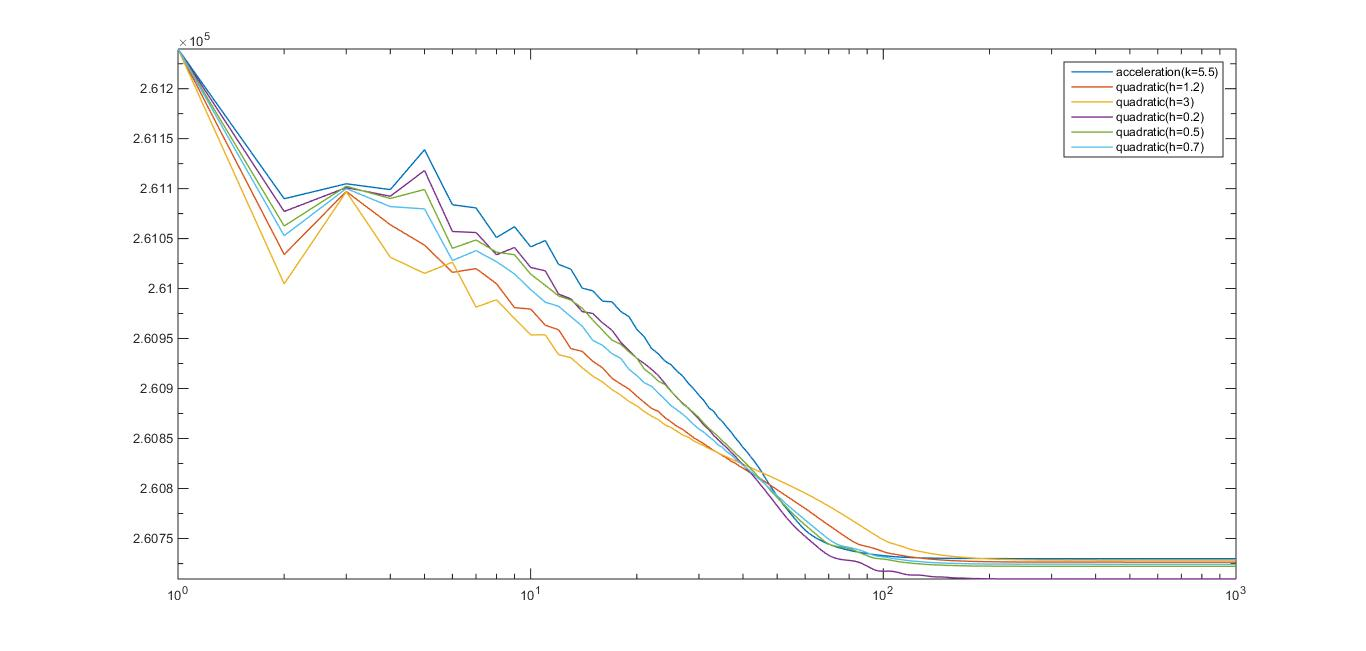 ×10^5
2.612
2.6115
2.611
2.6105
2.61
2.6095
2.609
2.6085
2.608
2.6075
10^0
10^1
10^2
10^3
acceleration(k=5.5)
quadratic(h=1.2)
quadratic(h=3)
quadratic(h=0.2)
quadratic(h=0.5)
quadratic(h=0.7)